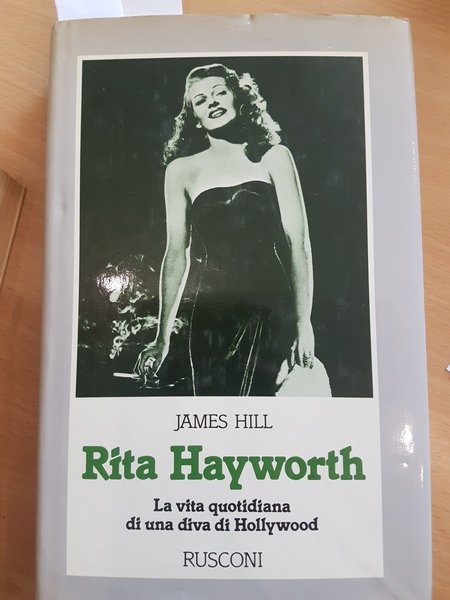 JAMES HILL
Rita Hayworth
La vita quotidiana
di una diva di Hollywood
RUSCONI